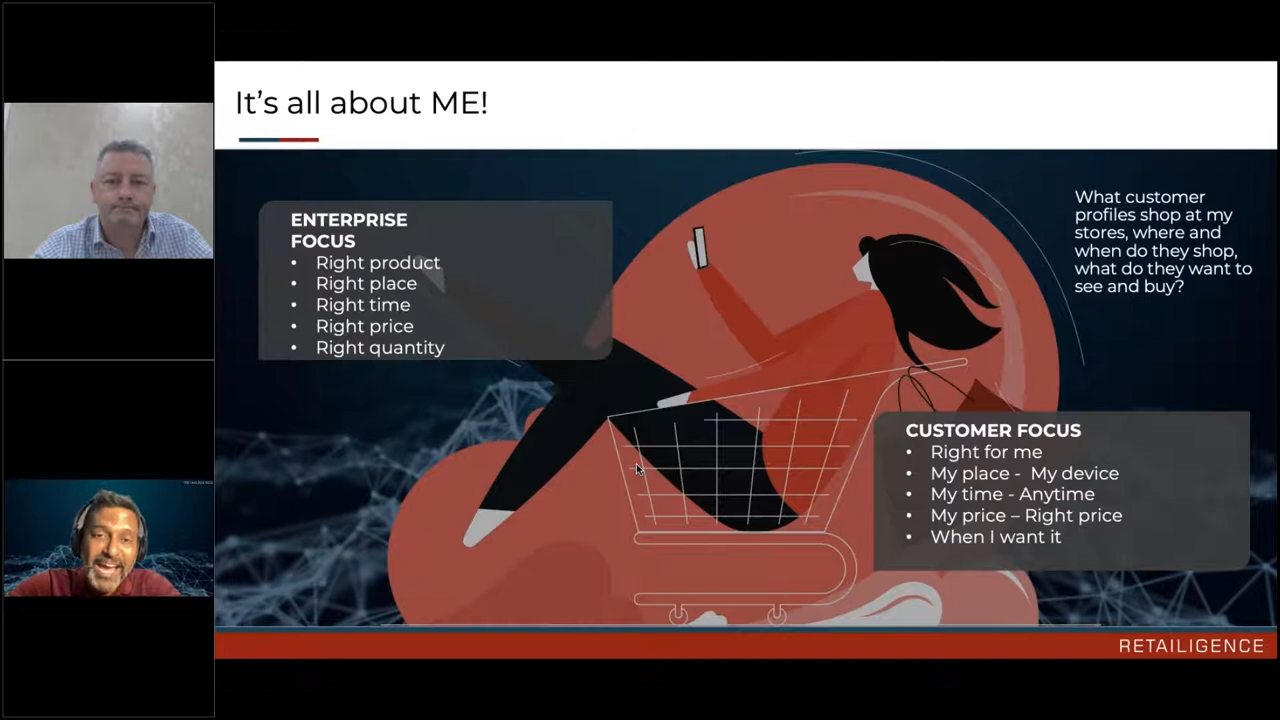 It's all about ME!
ENTERPRISE
FOCUS
• Right product
• Right place
• Right time
• Right price
• Right quantity
What customer
profiles shop at my
stores, where and
when do they shop,
what do they want to
see and buy?
CUSTOMER FOCUS
• Right for me
• My place - My device
• My time - Anytime
• My price – Right price
• When I want it
RETAILIGENCE